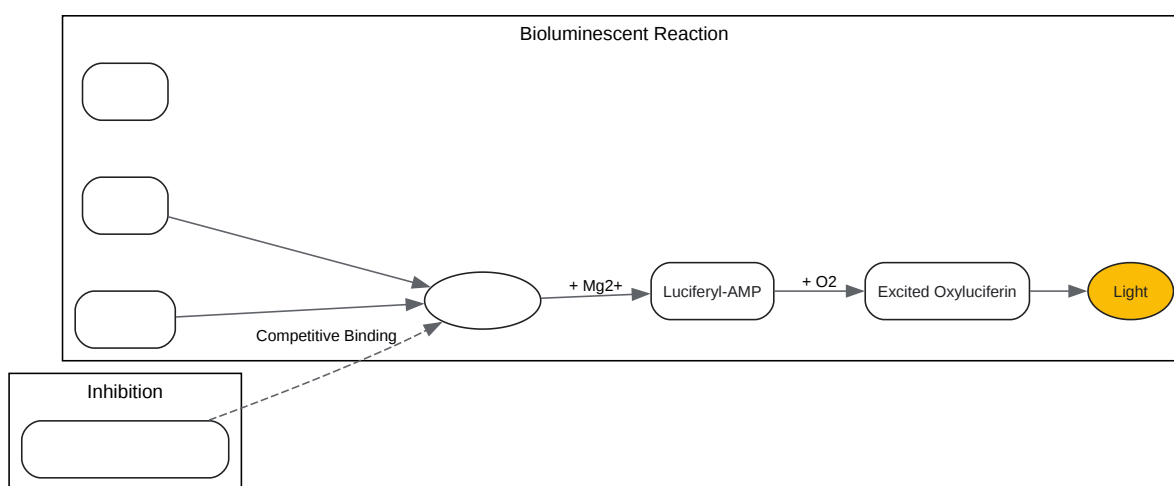 Bioluminescent Reaction
+ Mg2+
Luciferyl-AMP
+ O2
Excited Oxyluciferin
Light
Competitive Binding
Inhibition